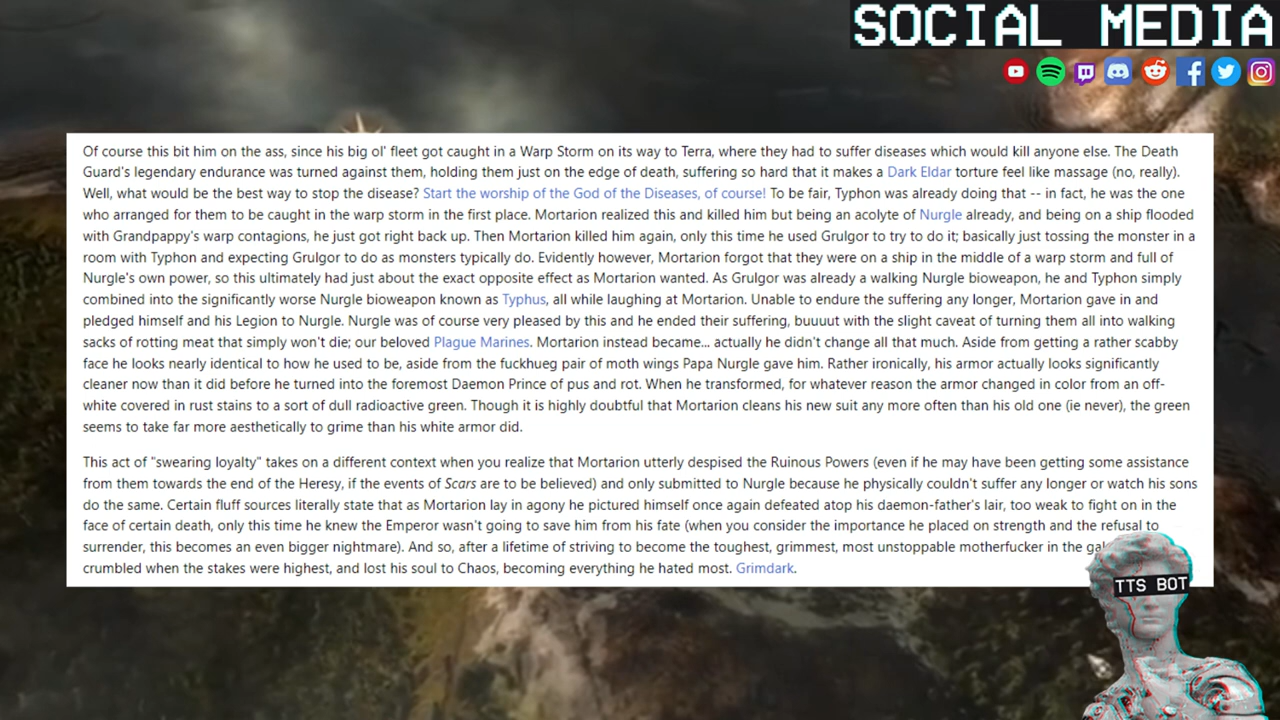 SOCIAL MEDIA
Of course this bit him on the ass, since his big ol' fleet got caught in a Warp Storm on its way to Terra, where they had to suffer diseases which would kill anyone else. The Death
Guard's legendary endurance was turned against them, holding them just on the edge of death, suffering so hard that it makes a Dark Eldar torture feel like massage (no, really).
Well, what would be the best way to stop the disease? Start the worship of the God of the Diseases, of course! To be fair, Typhon was already doing that -- in fact, he was the one
who arranged for them to be caught in the warp storm in the first place. Mortarion realized this and killed him but being an acolyte of Nurgle already, and being on a ship flooded
with Grandpappy's warp contagions, he just got right back up. Then Mortarion killed him again, only this time he used Grulgor to try to do it; basically just tossing the monster in a
room with Typhon and expecting Grulgor to do as monsters typically do. Evidently however, Mortarion forgot that they were on a ship in the middle of a warp storm and full of
Nurgle's own power, so this ultimately had just about the exact opposite effect as Mortarion wanted. As Grulgor was already a walking Nurgle bioweapon, he and Typhon simply
combined into the significantly worse Nurgle bioweapon known as Typhus, all while laughing at Mortarion. Unable to endure the suffering any longer, Mortarion gave in and
pledged himself and his Legion to Nurgle. Nurgle was of course very pleased by this and he ended their suffering, buuuut with the slight caveat of turning them all into walking
sacks of rotting meat that simply won't die; our beloved Plague Marines. Mortarion instead became... actually he didn't change all that much. Aside from getting a rather scabby
face he looks nearly identical to how he used to be, aside from the fuckhueg pair of moth wings Papa Nurgle gave him. Rather ironically, his armor actually looks significantly
cleaner now than it did before he turned into the foremost Daemon Prince of pus and rot. When he transformed, for whatever reason the armor changed in color from an off-
white covered in rust stains to a sort of dull radioactive green. Though it is highly doubtful that Mortarion cleans his new suit any more often than his old one (ie never), the green
seems to take far more aesthetically to grime than his white armor did.
This act of "swearing loyalty" takes on a different context when you realize that Mortarion utterly despised the Ruinous Powers (even if he may have been getting some assistance
from them towards the end of the Heresy, if the events of Scars are to be believed) and only submitted to Nurgle because he physically couldn't suffer any longer or watch his sons
do the same. Certain fluff sources literally state that as Mortarion lay in agony he pictured himself once again defeated atop his daemon-father's lair, too weak to fight on in the
face of certain death, only this time he knew the Emperor wasn't going to save him from his fate (when you consider the importance he placed on strength and the refusal to
surrender, this becomes an even bigger nightmare). And so, after a lifetime of striving to become the toughest, grimmest, most unstoppable motherfucker in the
crumbled when the stakes were highest, and lost his soul to Chaos, becoming everything he hated most. Grimdark.
TTS BOT